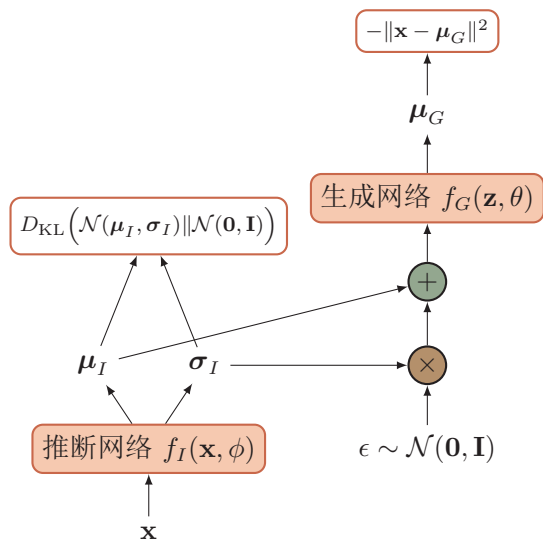 −‖𝐱 − 𝝁_G‖²
𝝁_G
生成网络 f_G(𝐳, θ)
D_KL(𝒩(𝝁_I, 𝝈_I)‖𝒩(𝟎, 𝐈))
+
𝝁_I
𝝈_I
×
推断网络 f_I(𝐱, ϕ)
ϵ ∼ 𝒩(𝟎, 𝐈)
𝐱